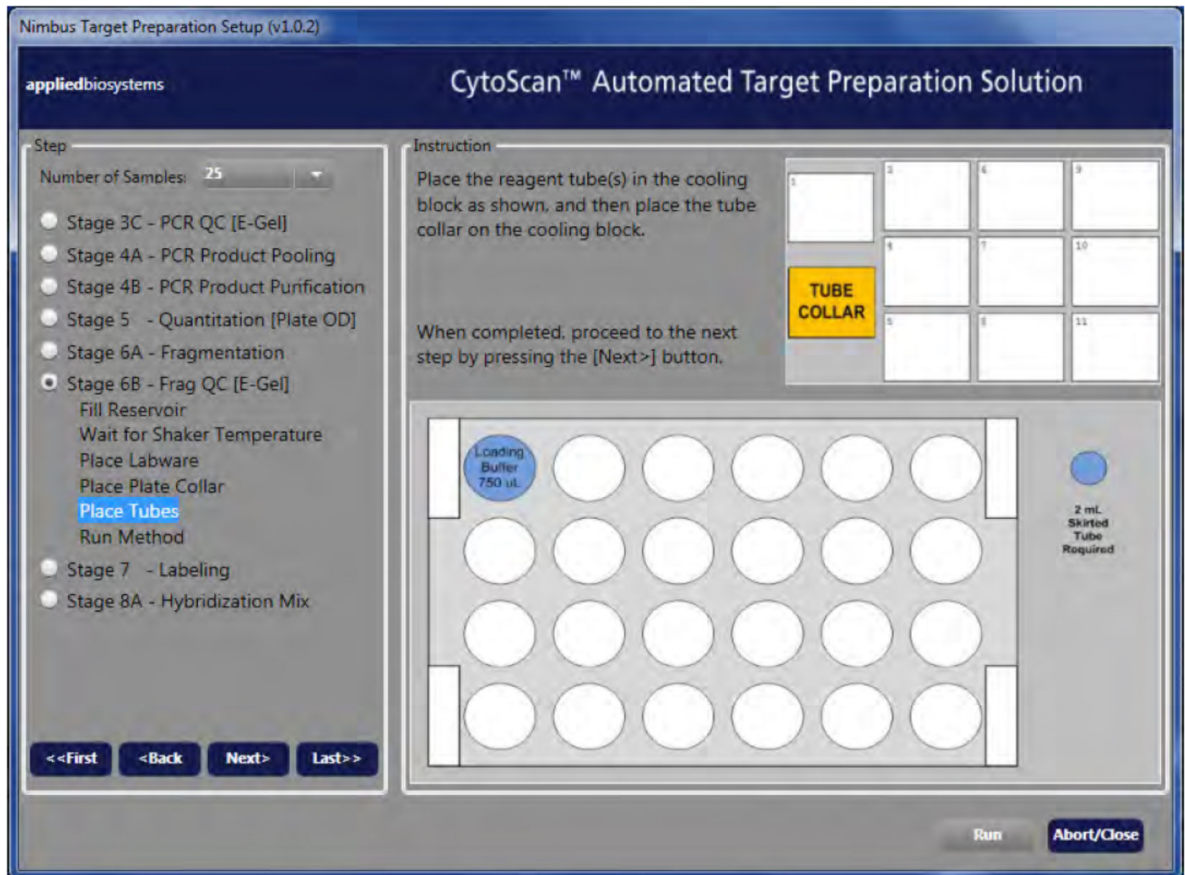 Nimbus Target Preparation Setup (v1.0.2)
appliedbiosystems
CytoScan™ Automated Target Preparation Solution
Step
Number of Samples: 25
Stage 3C - PCR QC [E-Gel]
Stage 4A - PCR Product Pooling
Stage 4B - PCR Product Purification
Stage 5 - Quantitation [Plate OD]
Stage 6A - Fragmentation
Stage 6B - Frag QC [E-Gel]
Fill Reservoir
Wait for Shaker Temperature
Place Labware
Place Plate Collar
Place Tubes
Run Method
Stage 7 - Labeling
Stage 8A - Hybridization Mix
<<First
<Back
Next>
Last>>
Instruction
Place the reagent tube(s) in the cooling
block as shown, and then place the tube
collar on the cooling block.
When completed, proceed to the next
step by pressing the [Next>] button.
1
9
7
10
11
TUBE
COLLAR
Loading
Buffer
750 uL
2 mL
Skirted
Tube
Required
Run
Abort/Close